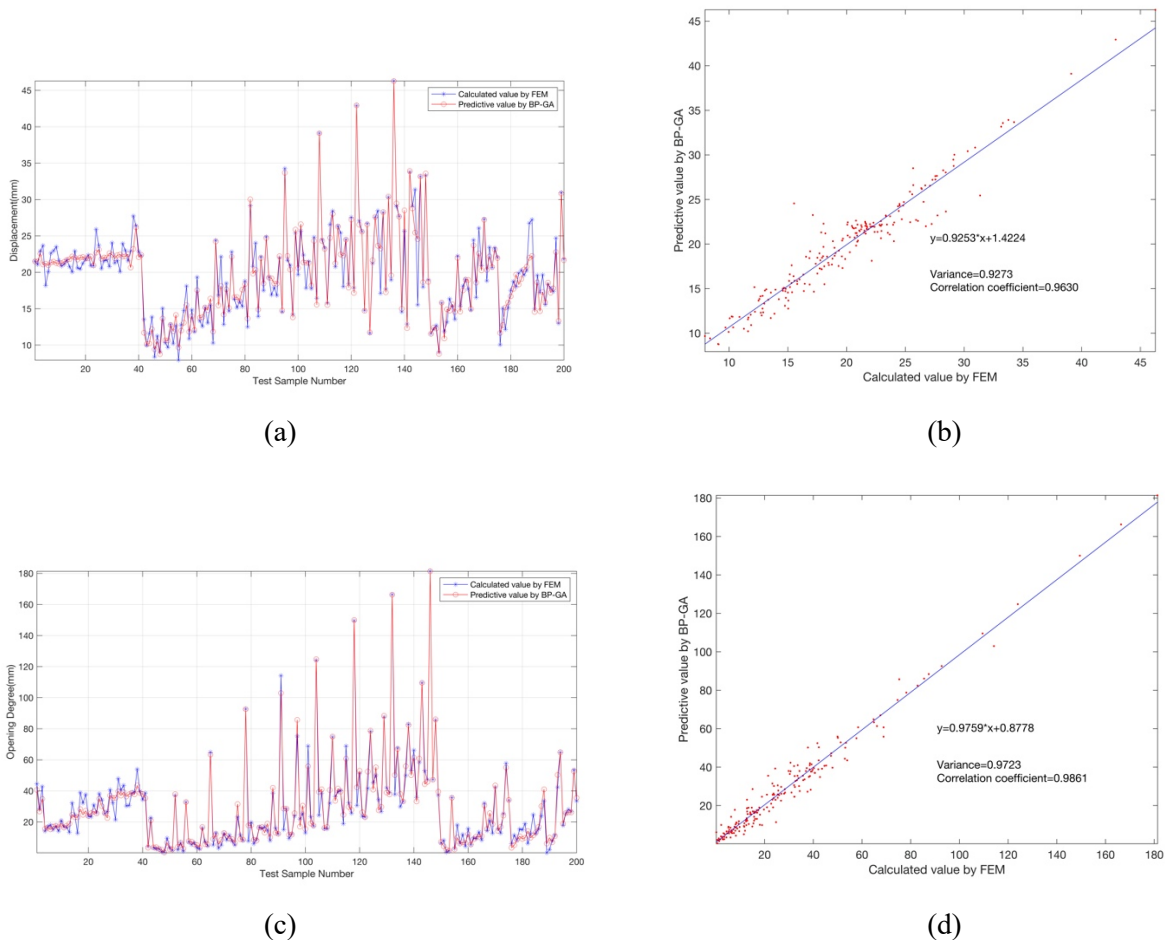 Calculated value by FEM
Predictive value by BP-GA
Displacement(mm)
45
40
35
30
25
20
15
10
20 40 60 80 100 120 140 160 180 200
Test Sample Number
(a)
Predictive value by BP-GA
45
40
35
30
25
20
15
10
y=0.9253*x+1.4224
Variance=0.9273
Correlation coefficient=0.9630
10 15 20 25 30 35 40 45
Calculated value by FEM
(b)
Calculated value by FEM
Predictive value by BP-GA
Opening Degree(mm)
180
160
140
120
100
80
60
40
20
20 40 60 80 100 120 140 160 180 200
Test Sample Number
(c)
Predictive value by BP-GA
180
160
140
120
100
80
60
40
20
y=0.9759*x+0.8778
Variance=0.9723
Correlation coefficient=0.9861
20 40 60 80 100 120 140 160 180
Calculated value by FEM
(d)